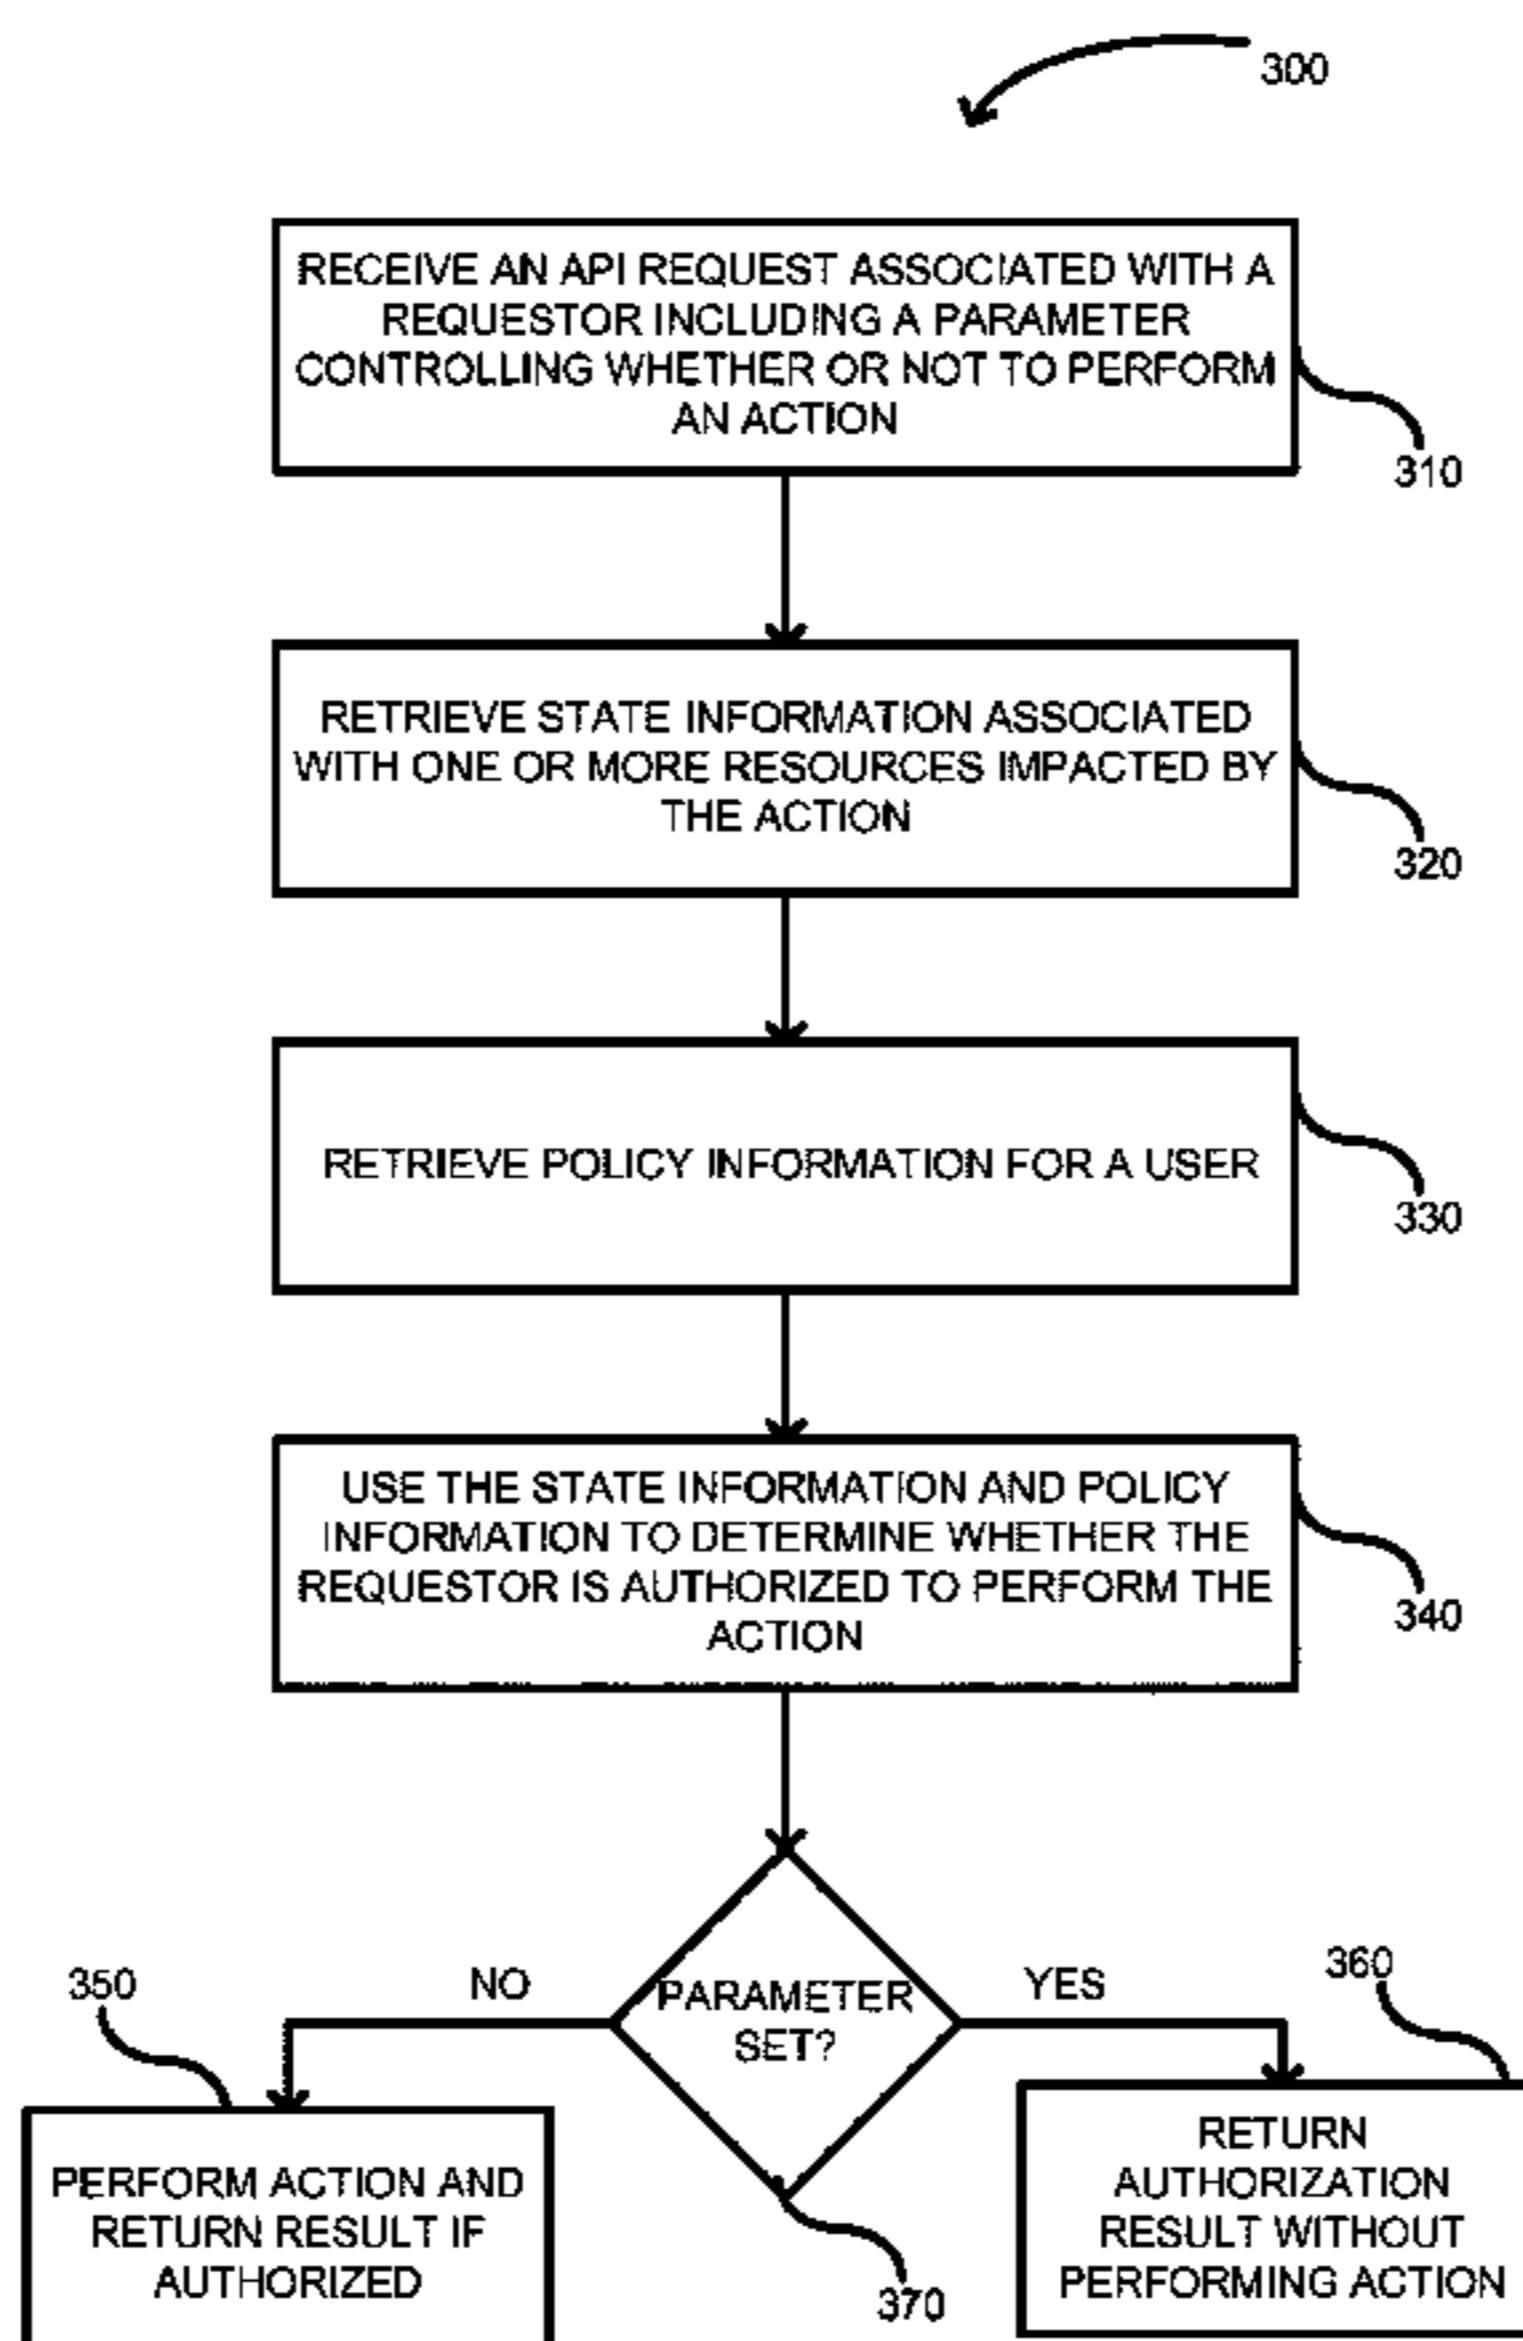 300
RECEIVE AN API REQUEST ASSOCIATED WITH A
REQUESTOR INCLUDING A PARAMETER
CONTROLLING WHETHER OR NOT TO PERFORM
AN ACTION
310
RETRIEVE STATE INFORMATION ASSOCIATED
WITH ONE OR MORE RESOURCES IMPACTED BY
THE ACTION
320
RETRIEVE POLICY INFORMATION FOR A USER
330
USE THE STATE INFORMATION AND POLICY
INFORMATION TO DETERMINE WHETHER THE
REQUESTOR IS AUTHORIZED TO PERFORM THE
ACTION
340
350
NO
PARAMETER
SET?
YES
360
PERFORM ACTION AND
RETURN RESULT IF
AUTHORIZED
370
RETURN
AUTHORIZATION
RESULT WITHOUT
PERFORMING ACTION